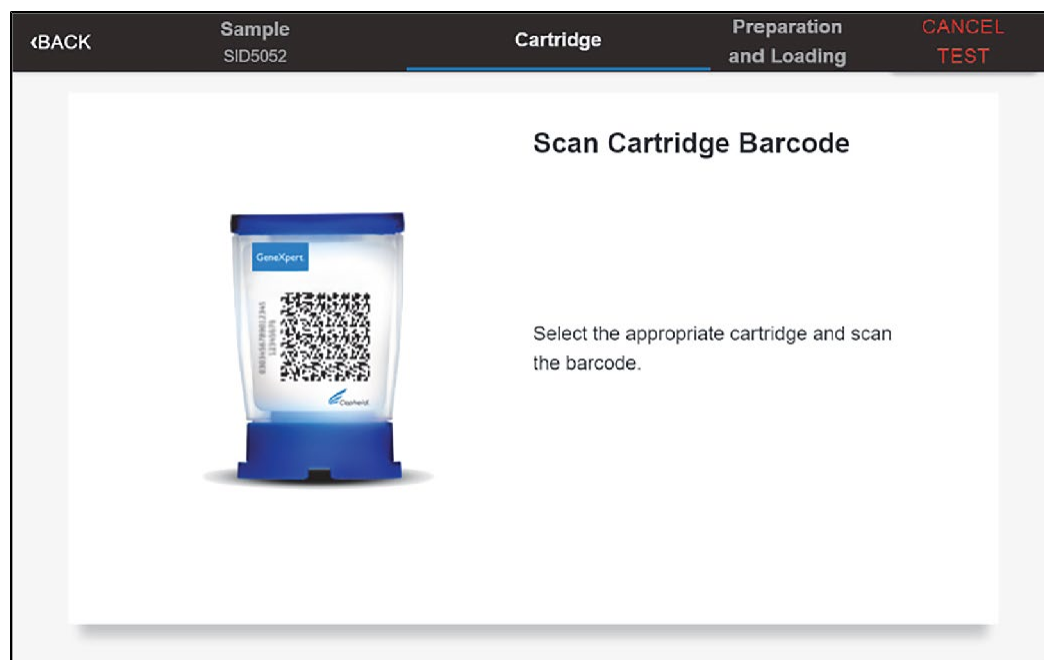 ‹BACK
Sample
SID5052
Cartridge
Preparation
and Loading
CANCEL
TEST
Scan Cartridge Barcode
GeneXpert
Select the appropriate cartridge and scan
the barcode.
Cepheid